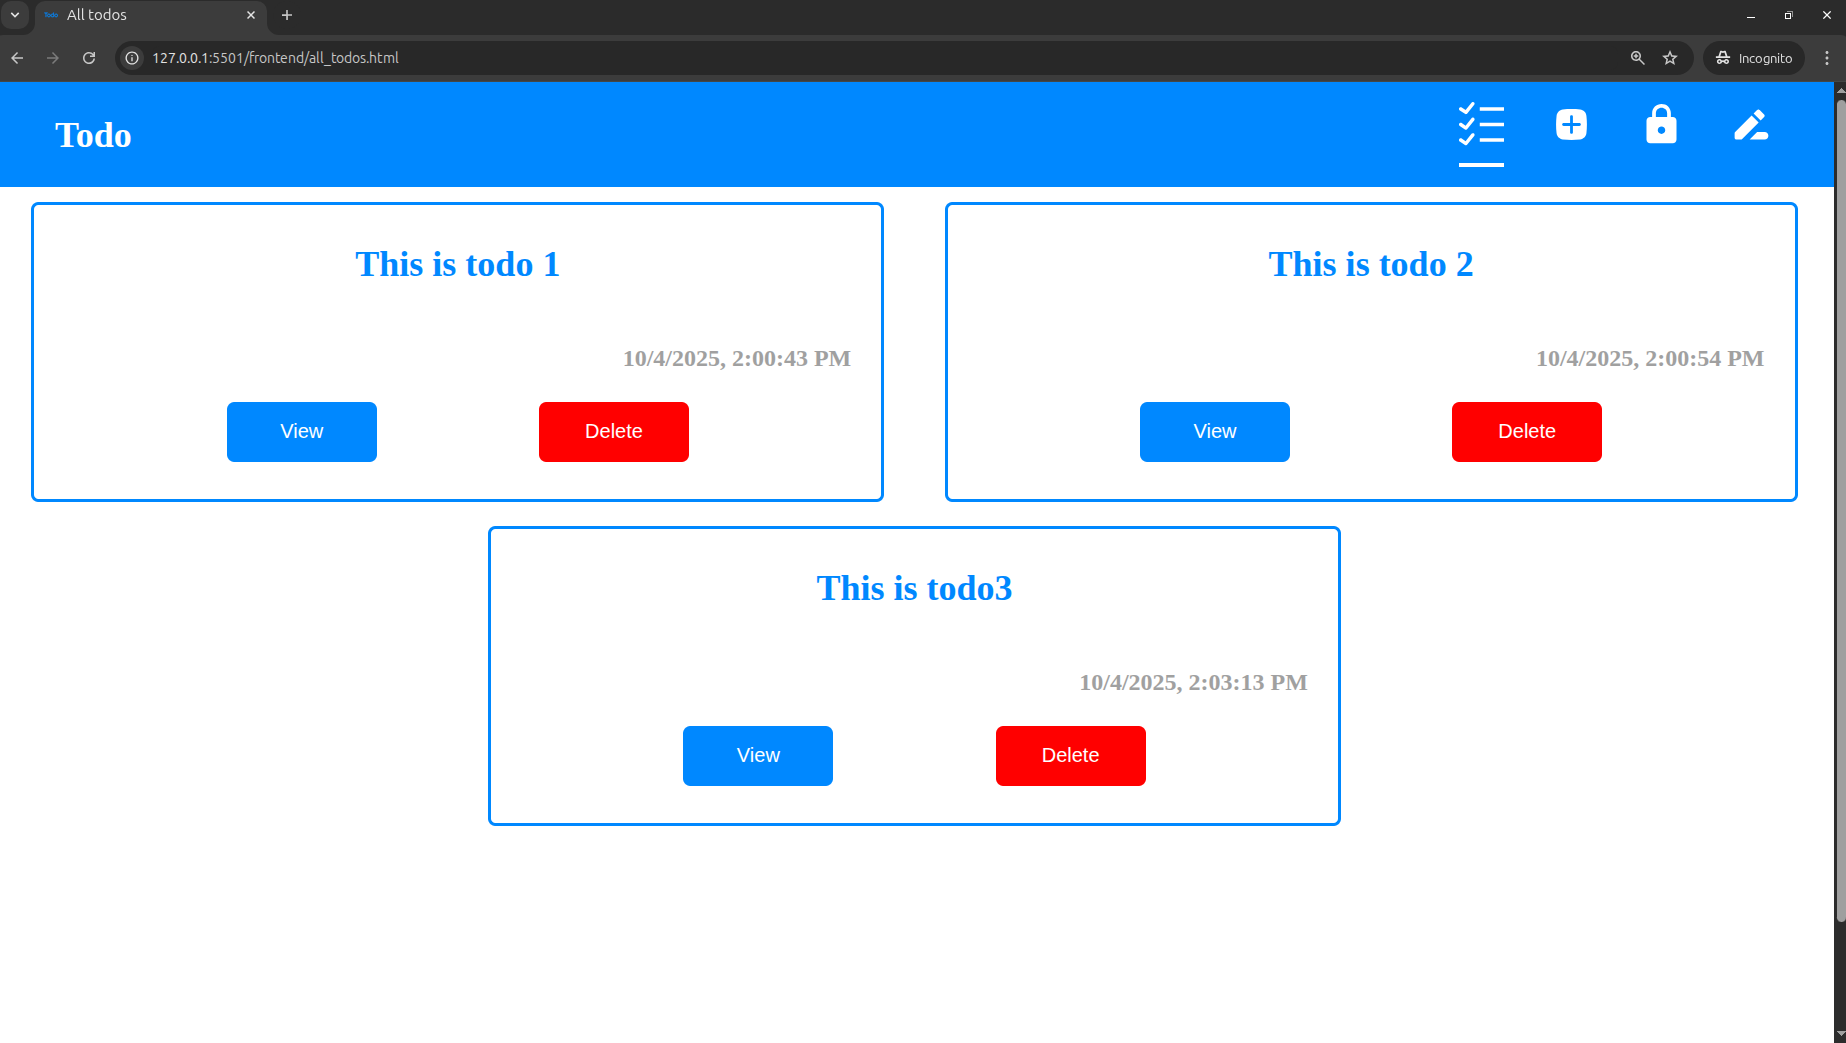 Todo All todos
127.0.0.1:5501/frontend/all_todos.html
Incognito
Todo
This is todo 1
10/4/2025, 2:00:43 PM
View
Delete
This is todo 2
10/4/2025, 2:00:54 PM
View
Delete
This is todo3
10/4/2025, 2:03:13 PM
View
Delete